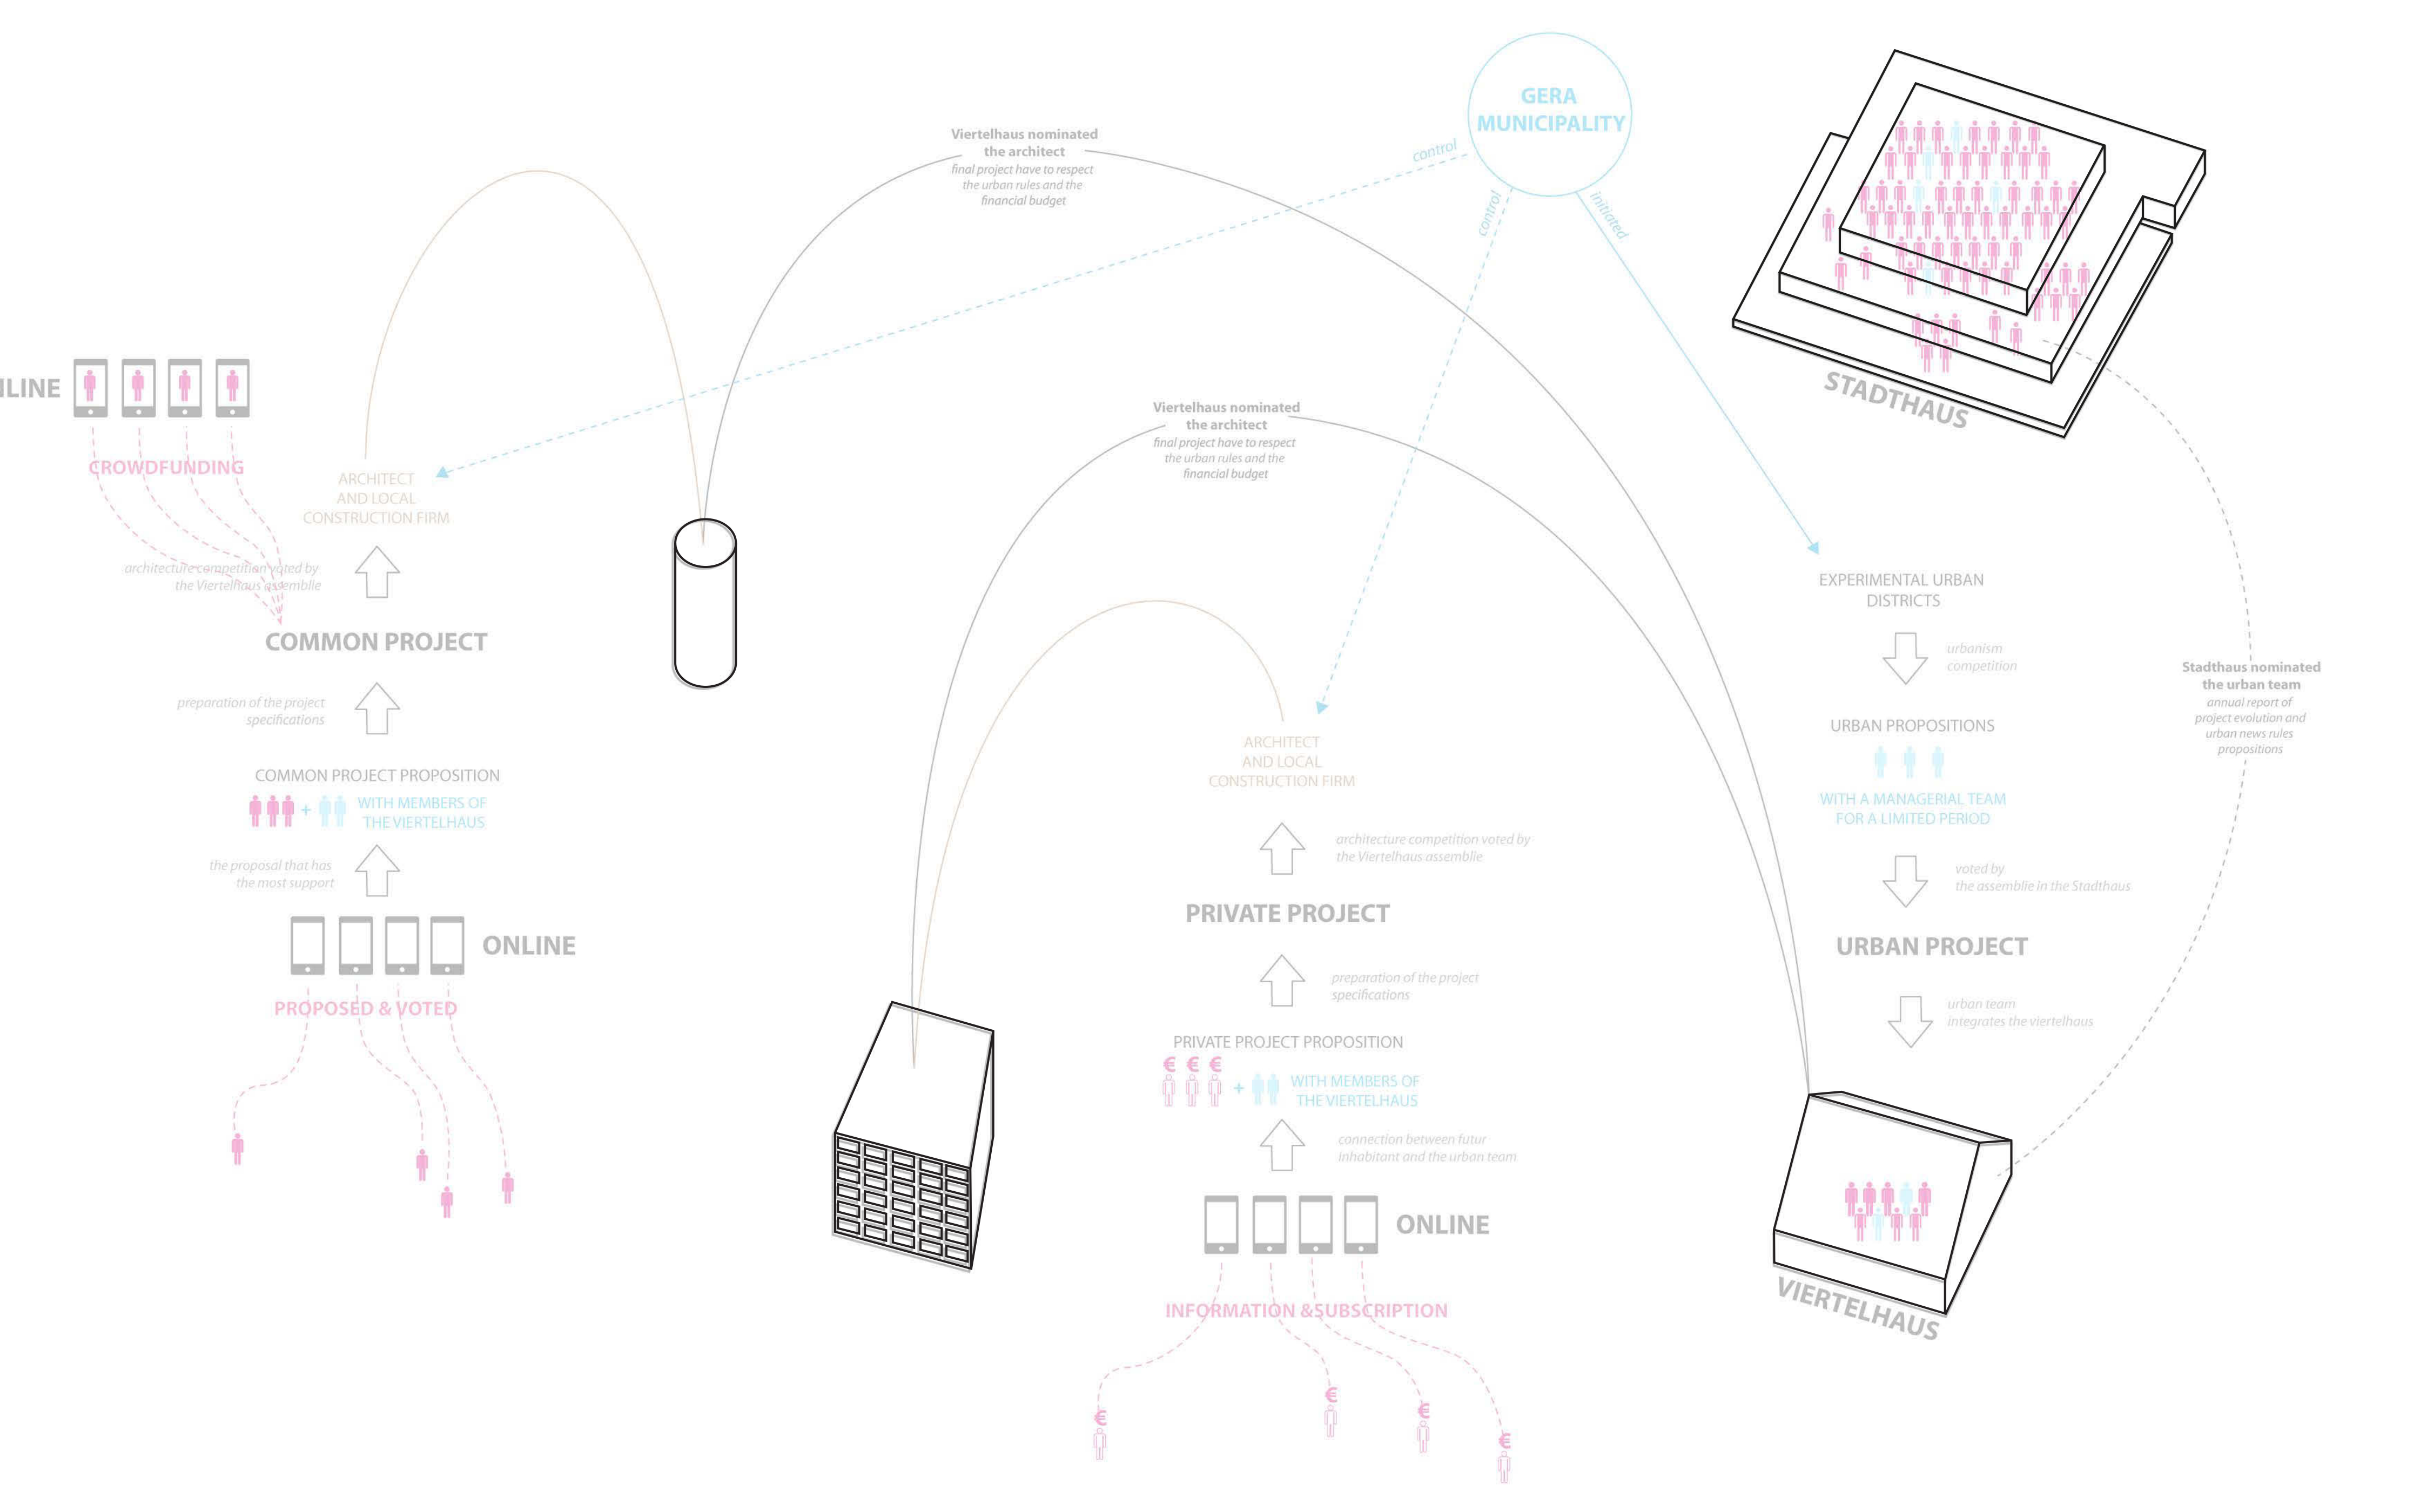 GERA
MUNICIPALITY
control
control
initiated
Viertelhaus nominated
the architect
final project have to respect
the urban rules and the
financial budget
STADTHAUS
NLINE
CROWDFUNDING
ARCHITECT
AND LOCAL
CONSTRUCTION FIRM
architecture competition voted by
the Viertelhaus assemblie
COMMON PROJECT
preparation of the project
specifications
COMMON PROJECT PROPOSITION
+
WITH MEMBERS OF
THE VIERTELHAUS
the proposal that has
the most support
ONLINE
PROPOSED & VOTED
Viertelhaus nominated
the architect
final project have to respect
the urban rules and the
financial budget
ARCHITECT
AND LOCAL
CONSTRUCTION FIRM
architecture competition voted by
the Viertelhaus assemblie
PRIVATE PROJECT
preparation of the project
specifications
PRIVATE PROJECT PROPOSITION
€ € €
+
WITH MEMBERS OF
THE VIERTELHAUS
connection between futur
inhabitant and the urban team
ONLINE
INFORMATION &SUBSCRIPTION
€
€
€
€
EXPERIMENTAL URBAN
DISTRICTS
urbanism
competition
URBAN PROPOSITIONS
WITH A MANAGERIAL TEAM
FOR A LIMITED PERIOD
voted by
the assemblie in the Stadthaus
URBAN PROJECT
urban team
integrates the viertelhaus
VIERTELHAUS
Stadthaus nominated
the urban team
annual report of
project evolution and
urban news rules
propositions